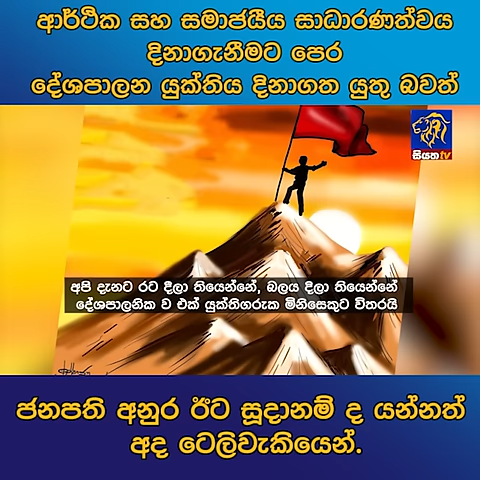 ආර්ථික සහ සමාජයීය සාධාරණත්වය
දිනාගැනීමට පෙර
දේශපාලන යුක්තිය දිනාගත යුතු බවත්
සියත tv
අපි දැනට රට දීලා තියෙන්නේ, බලය දීලා තියෙන්නේ
දේශපාලනික ව එක් යුක්තිගරුක මිනිසෙකුට විතරයි
ජනපති අනුර ඊට සූදානම් ද යන්නත්
අද ටෙලිවැකියෙන්.